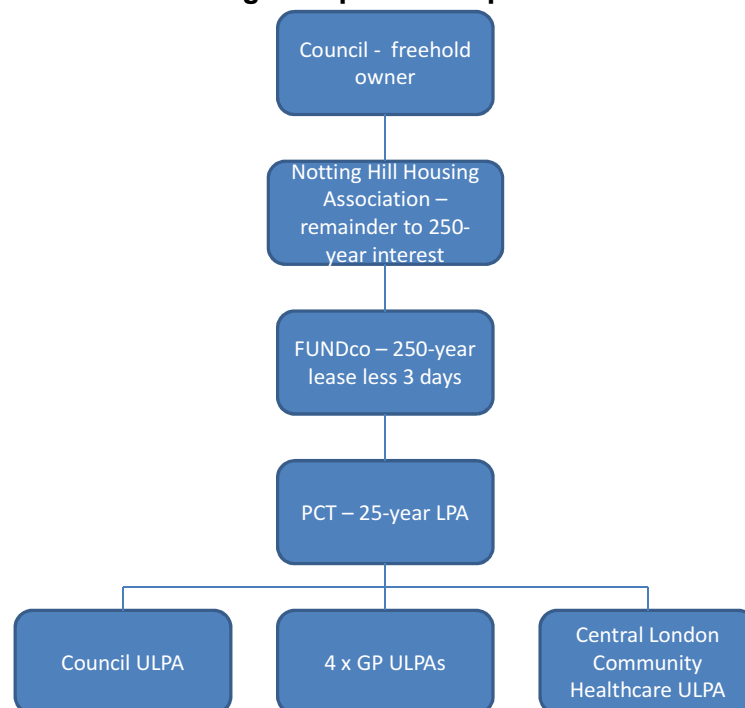 Council - freehold
owner
Notting Hill Housing
Association –
remainder to 250-
year interest
FUNDco – 250-year
lease less 3 days
PCT – 25-year LPA
Council ULPA
4 x GP ULPAs
Central London
Community
Healthcare ULPA